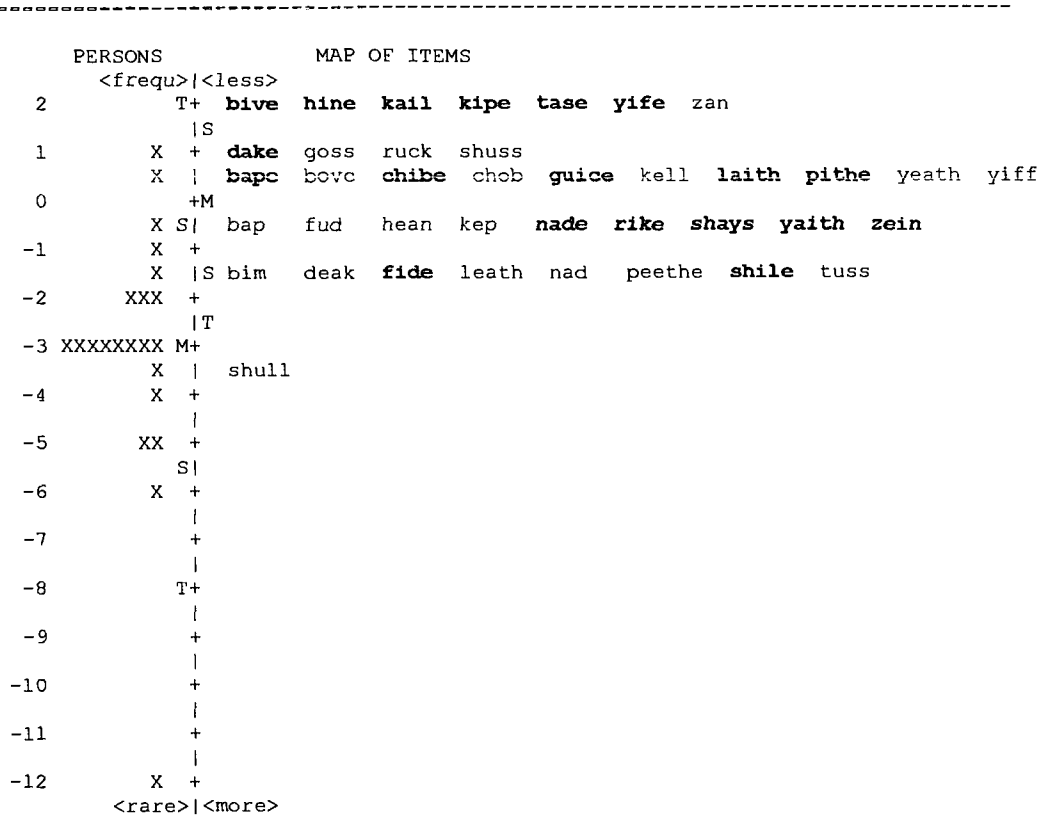 PERSONS MAP OF ITEMS
<frequ>|<less>
2 T+ bive hine kail kipe tase yife zan
|S
1 X + dake goss ruck shuss
X | bape bove chibe chob guice kell laith pithe yeath yiff
0 +M
X S| bap fud hean kep nade rike shays yaith zein
-1 X +
X |S bim deak fide leath nad peethe shile tuss
-2 XXX +
|T
-3 XXXXXXXX M+
X | shull
-4 X +
|
-5 XX +
S|
-6 X +
|
-7 +
|
-8 T+
|
-9 +
|
-10 +
|
-11 +
|
-12 X +
<rare>|<more>